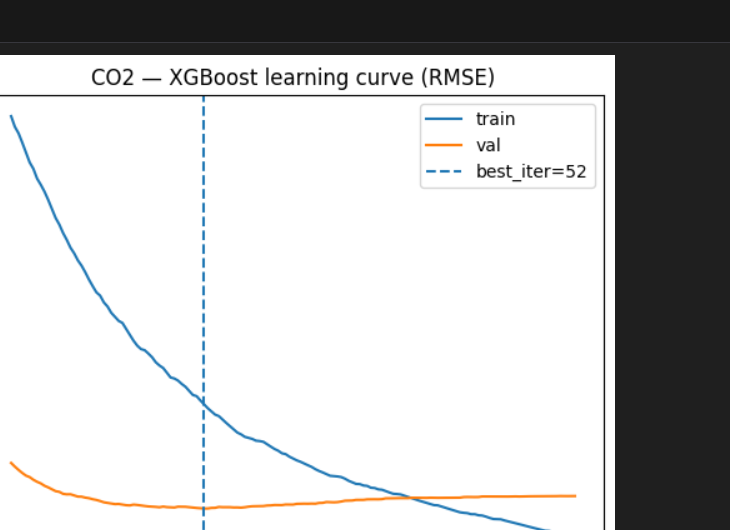 CO2 — XGBoost learning curve (RMSE)
train
val
best_iter=52